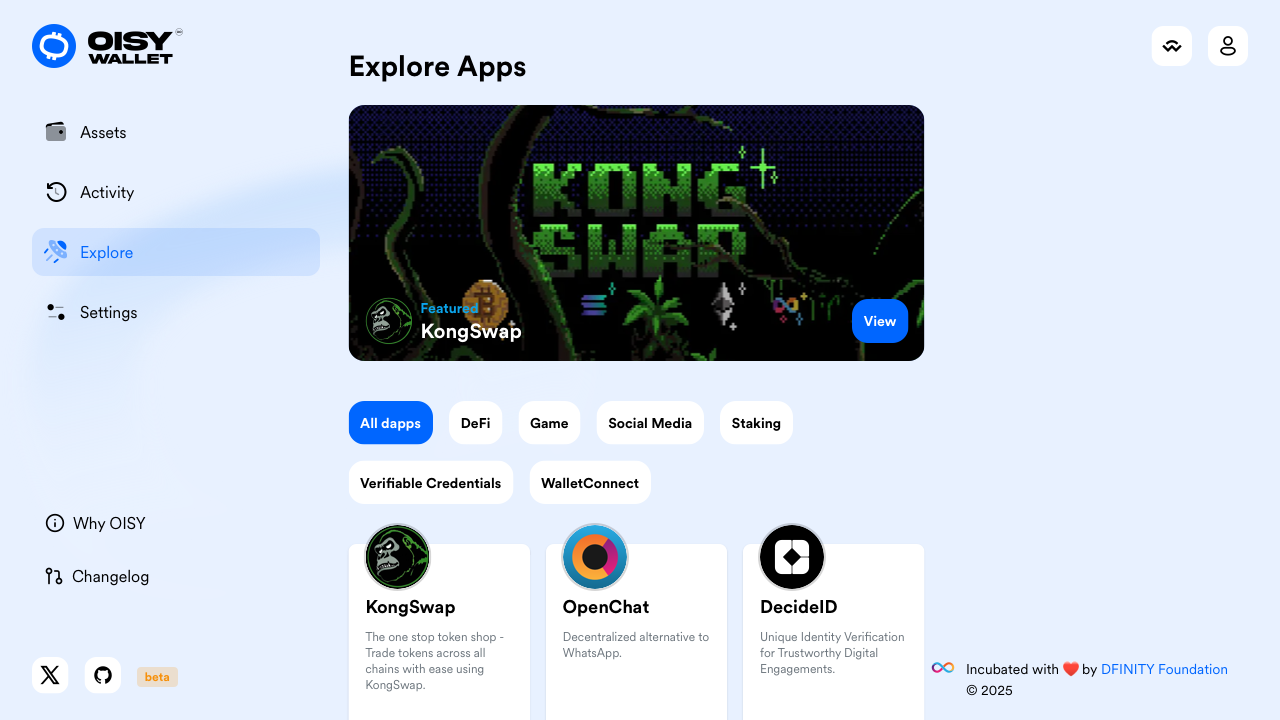 OISY
WALLET
Explore Apps
Assets
Activity
Explore
Settings
KONG
SWAP
Featured
KongSwap
View
All dapps
DeFi
Game
Social Media
Staking
Verifiable Credentials
WalletConnect
Why OISY
Changelog
KongSwap
The one stop token shop -
Trade tokens across all
chains with ease using
KongSwap.
OpenChat
Decentralized alternative to
WhatsApp.
DecideID
Unique Identity Verification
for Trustworthy Digital
Engagements.
beta
Incubated with ❤️ by DFINITY Foundation
© 2025